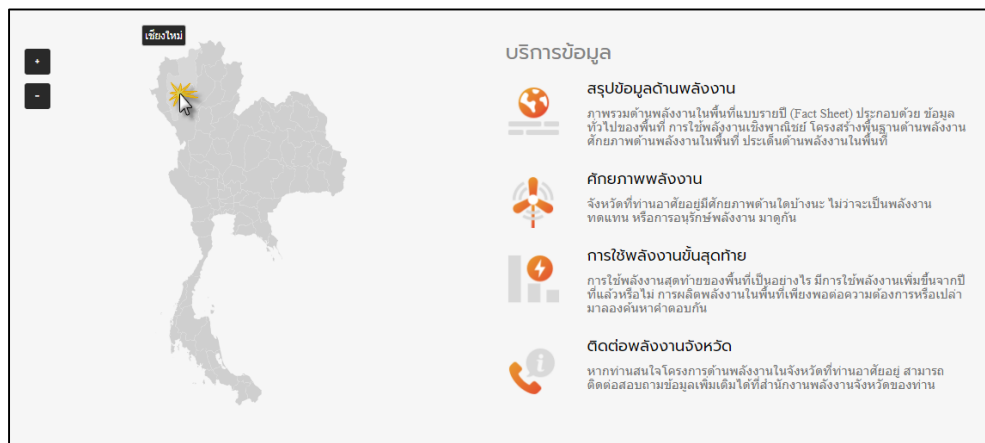 เชียงใหม่
+
-
บริการข้อมูล
สรุปข้อมูลด้านพลังงาน
ภาพรวมด้านพลังงานในพื้นที่แบบรายปี (Fact Sheet) ประกอบด้วย ข้อมูล
ทั่วไปของพื้นที่ การใช้พลังงานเชิงพาณิชย์ โครงสร้างพื้นฐานด้านพลังงาน
ศักยภาพด้านพลังงานในพื้นที่ ประเด็นด้านพลังงานในพื้นที่
ศักยภาพพลังงาน
จังหวัดที่ท่านอาศัยอยู่มีศักยภาพด้านใดบ้างนะ ไม่ว่าจะเป็นพลังงาน
ทดแทน หรือการอนุรักษ์พลังงาน มาดูกัน
การใช้พลังงานขั้นสุดท้าย
การใช้พลังงานสุดท้ายของพื้นที่เป็นอย่างไร มีการใช้พลังงานเพิ่มขึ้นจากปี
ที่แล้วหรือไม่ การผลิตพลังงานในพื้นที่เพียงพอต่อความต้องการหรือเปล่า
มาลองค้นหาคำตอบกัน
ติดต่อพลังงานจังหวัด
หากท่านสนใจโครงการด้านพลังงานในจังหวัดที่ท่านอาศัยอยู่ สามารถ
ติดต่อสอบถามข้อมูลเพิ่มเติมได้ที่สำนักงานพลังงานจังหวัดของท่าน